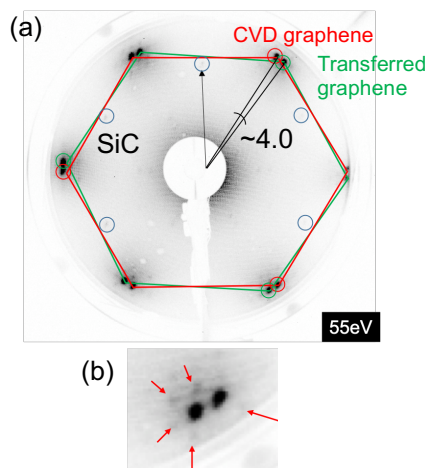 (a)
CVD graphene
Transferred
graphene
SiC
~4.0
55eV
(b)